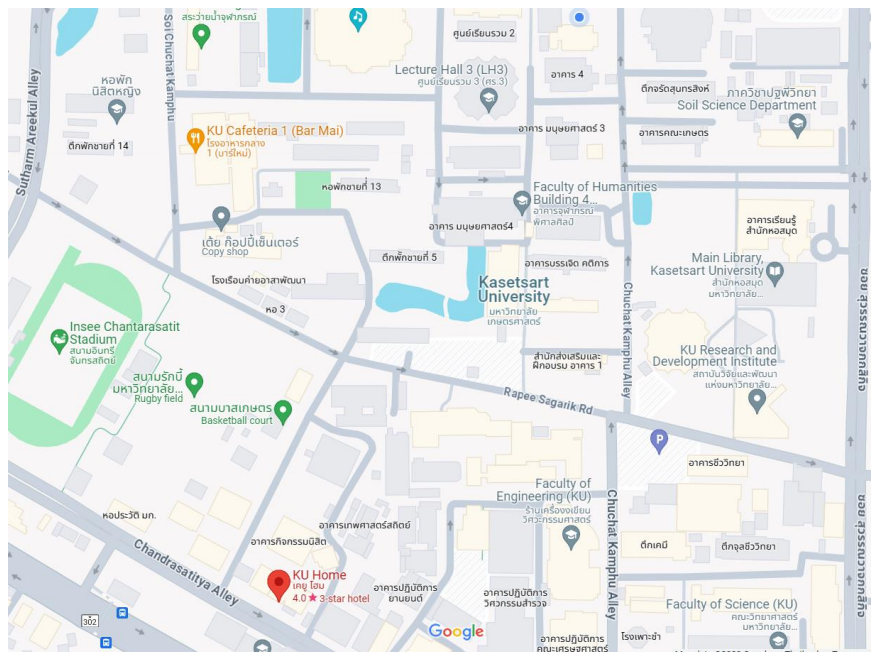 สระว่ายน้ำจุฬาภรณ์
Soi Chuchat Kamphu
Sutharm Areekul Alley
หอพัก
นิสิตหญิง
ตึกพักชายที่ 14
KU Cafeteria 1 (Bar Mai)
โรงอาหารกลาง
1 (บาร์ใหม่)
หอพักชายที่ 13
ศูนย์เรียนรวม 2
Lecture Hall 3 (LH3)
ศูนย์เรียนรวม 3 (ศร.3)
อาคาร 4
ตึกจรัดสุนทรสิงห์
ภาควิชาปฐพีวิทยา
Soil Science Department
อาคาร มนุษยศาสตร์ 3
อาคารคณะเกษตร
Faculty of Humanities
Building 4...
อาคารจุฬาภรณ์
พิศาลศิลป์
อาคาร มนุษยศาสตร์4
อาคารเรียนรู้
สำนักหอสมุด
เต้ย ก๊อปปี้เซ็นเตอร์
Copy shop
ตึกพักชายที่ 5
อาคารบรรเจิด คติการ
Main Library,
Kasetsart University
สำนักหอสมุด
มหาวิทยาลัย...
โรงเรือนค่ายอาสาพัฒนา
หอ 3
Kasetsart
University
มหาวิทยาลัย
เกษตรศาสตร์
Chuchat Kamphu Alley
Insee Chantarasatit
Stadium
สนามอินทรี
จันทรสถิตย์
สำนักส่งเสริมและ
ฝึกอบรม อาคาร 1
KU Research and
Development Institute
สถาบันวิจัยและพัฒนา
แห่งมหาวิทยาลัย...
ซอย สุวรรณวาจกกสิกิจ
สนามรักบี้
มหาวิทยาลัย...
Rugby field
สนามบาสเกษตร
Basketball court
Rapee Sagarik Rd
P
อาคารชีววิทยา
Faculty of
Engineering (KU)
ร้านเครื่องเขียน
วิศวะกรรมศาสตร์
Chuchat Kamphu Alley
ซอย สุวรรณวาจกกสิกิจ
หอประวัติ มก.
Chandrasatitya Alley
อาคารเทพศาสตร์สถิตย์
อาคารกิจกรรมนิสิต
ตึกเคมี
ตึกจุลชีววิทยา
KU Home
เคยู โฮม
4.0 ★ 3-star hotel
อาคารปฏิบัติการ
ยานยนต์
อาคารปฏิบัติการ
วิศวกรรมสำรวจ
302
Google
อาคารปฏิบัติการ
คณะเศรษฐศาสตร์
โรงเพาะชำ
Faculty of Science (KU)
คณะวิทยาศาสตร์
มหาวิทยาลัย...